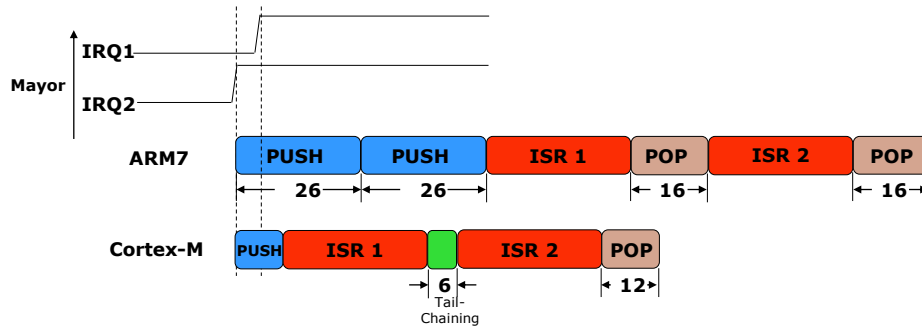 IRQ1
Mayor
IRQ2
ARM7 PUSH PUSH ISR 1 POP ISR 2 POP
26 26 16 16
Cortex-M PUSH ISR 1 ISR 2 POP
6 12
Tail-
Chaining